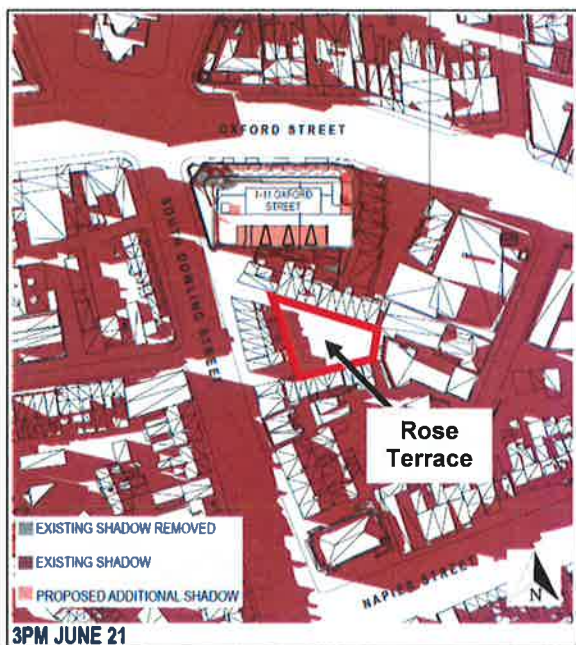 OXFORD STREET
1-11 OXFORD
STREET
SOUTH DOWLING STREET
Rose
Terrace
EXISTING SHADOW REMOVED
EXISTING SHADOW
PROPOSED ADDITIONAL SHADOW
NAPIER STREET
N
3PM JUNE 21